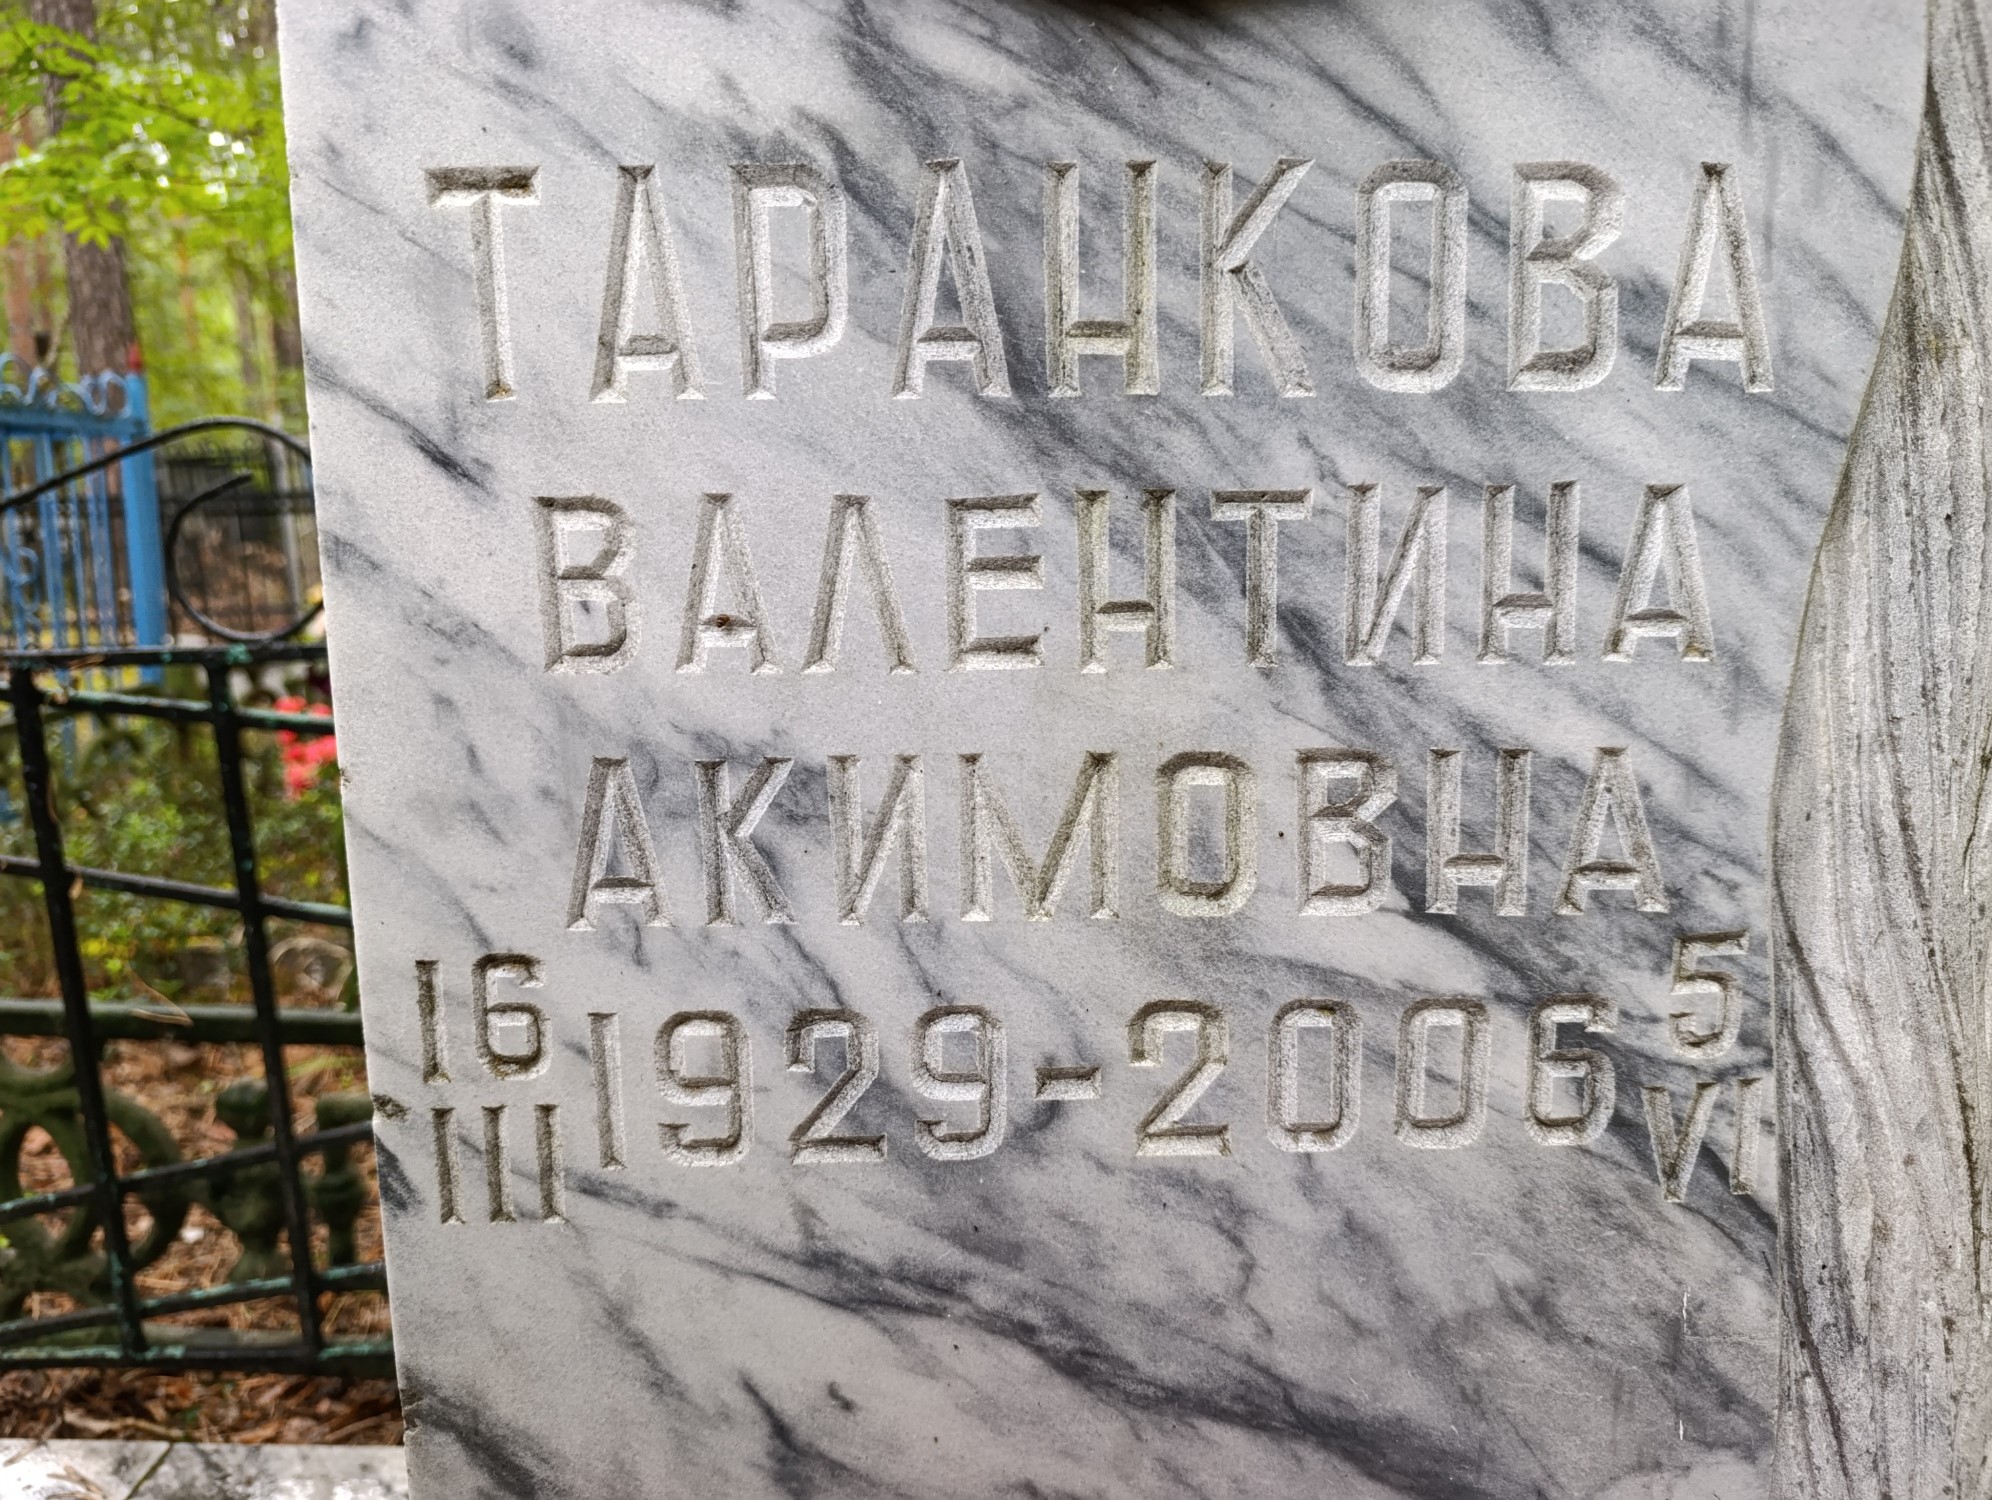 ТАРАНКОВА
ВАЛЕНТИНА
АКИМОВНА
16 III 1929-2006 5 VI